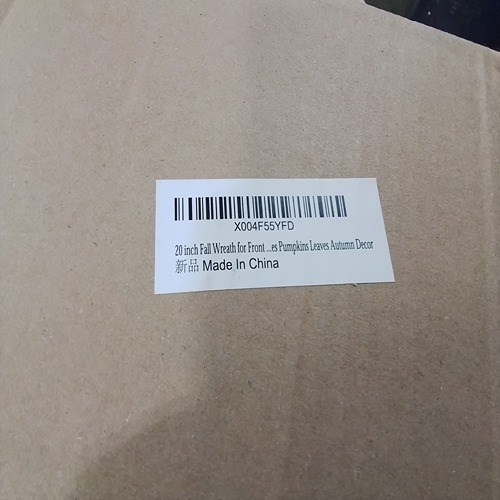 X004F55YFD
20 inch Fall Wreath for Front ...es Pumpkins Leaves Autumn Decor
新品 Made In China